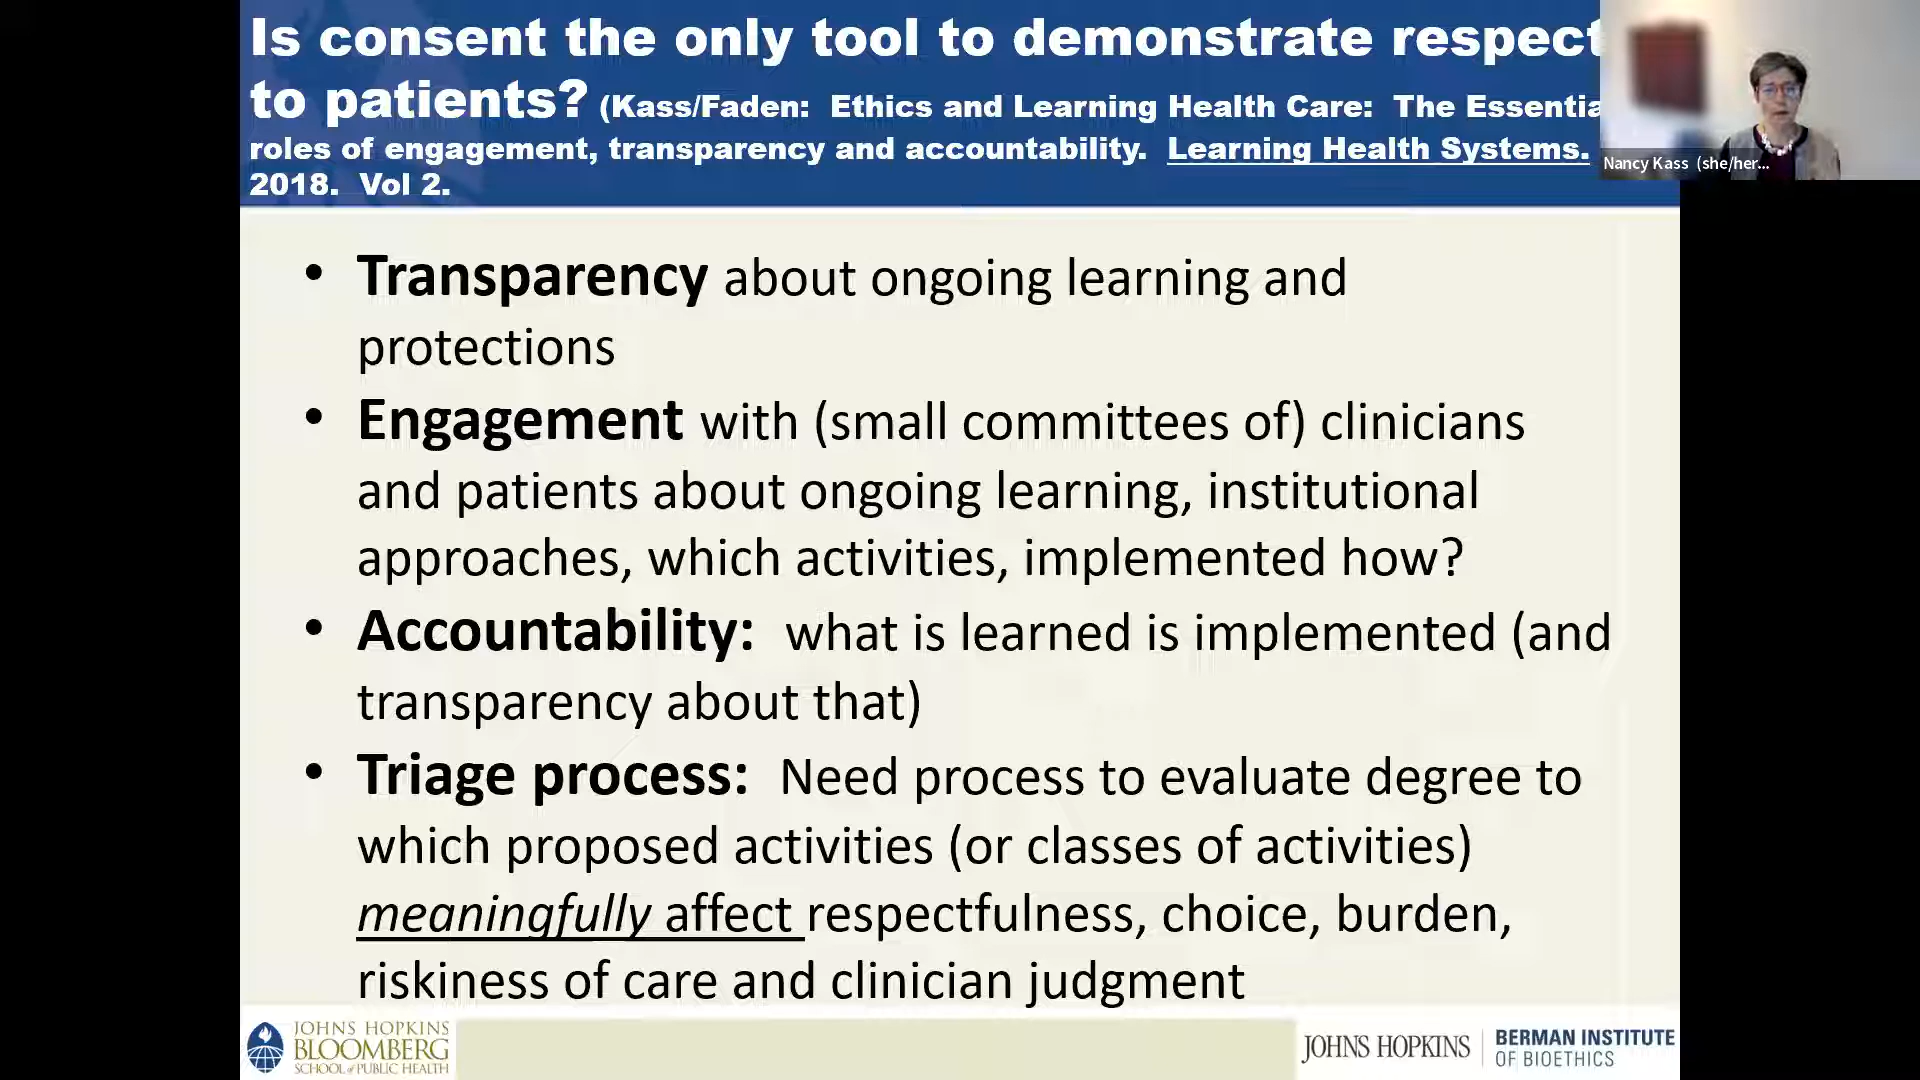 Is consent the only tool to demonstrate respect
to patients? (Kass/Faden: Ethics and Learning Health Care: The Essentia
roles of engagement, transparency and accountability. Learning Health Systems.
2018. Vol 2.
Nancy Kass (she/her...
• Transparency about ongoing learning and
protections
• Engagement with (small committees of) clinicians
and patients about ongoing learning, institutional
approaches, which activities, implemented how?
• Accountability: what is learned is implemented (and
transparency about that)
• Triage process: Need process to evaluate degree to
which proposed activities (or classes of activities)
meaningfully affect respectfulness, choice, burden,
riskiness of care and clinician judgment
JOHNS HOPKINS
BLOOMBERG
SCHOOL of PUBLIC HEALTH
JOHNS HOPKINS
BERMAN INSTITUTE
OF BIOETHICS